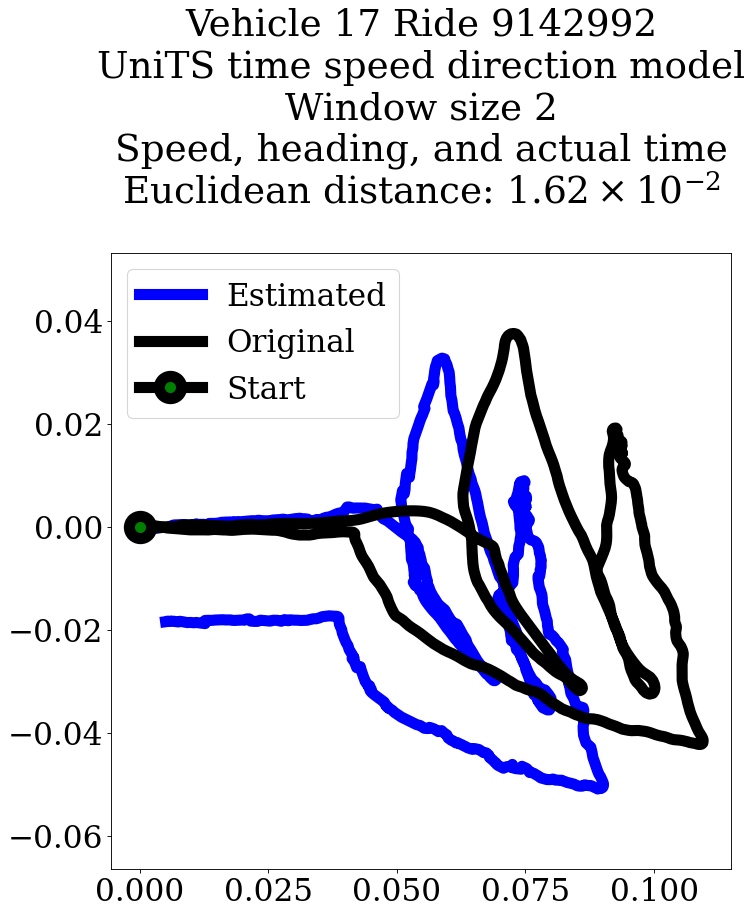 Vehicle 17 Ride 9142992
UniTS time speed direction model
Window size 2
Speed, heading, and actual time
Euclidean distance: 1.62 × 10⁻²
Estimated
Original
Start
0.04
0.02
0.00
−0.02
−0.04
−0.06
0.000 0.025 0.050 0.075 0.100